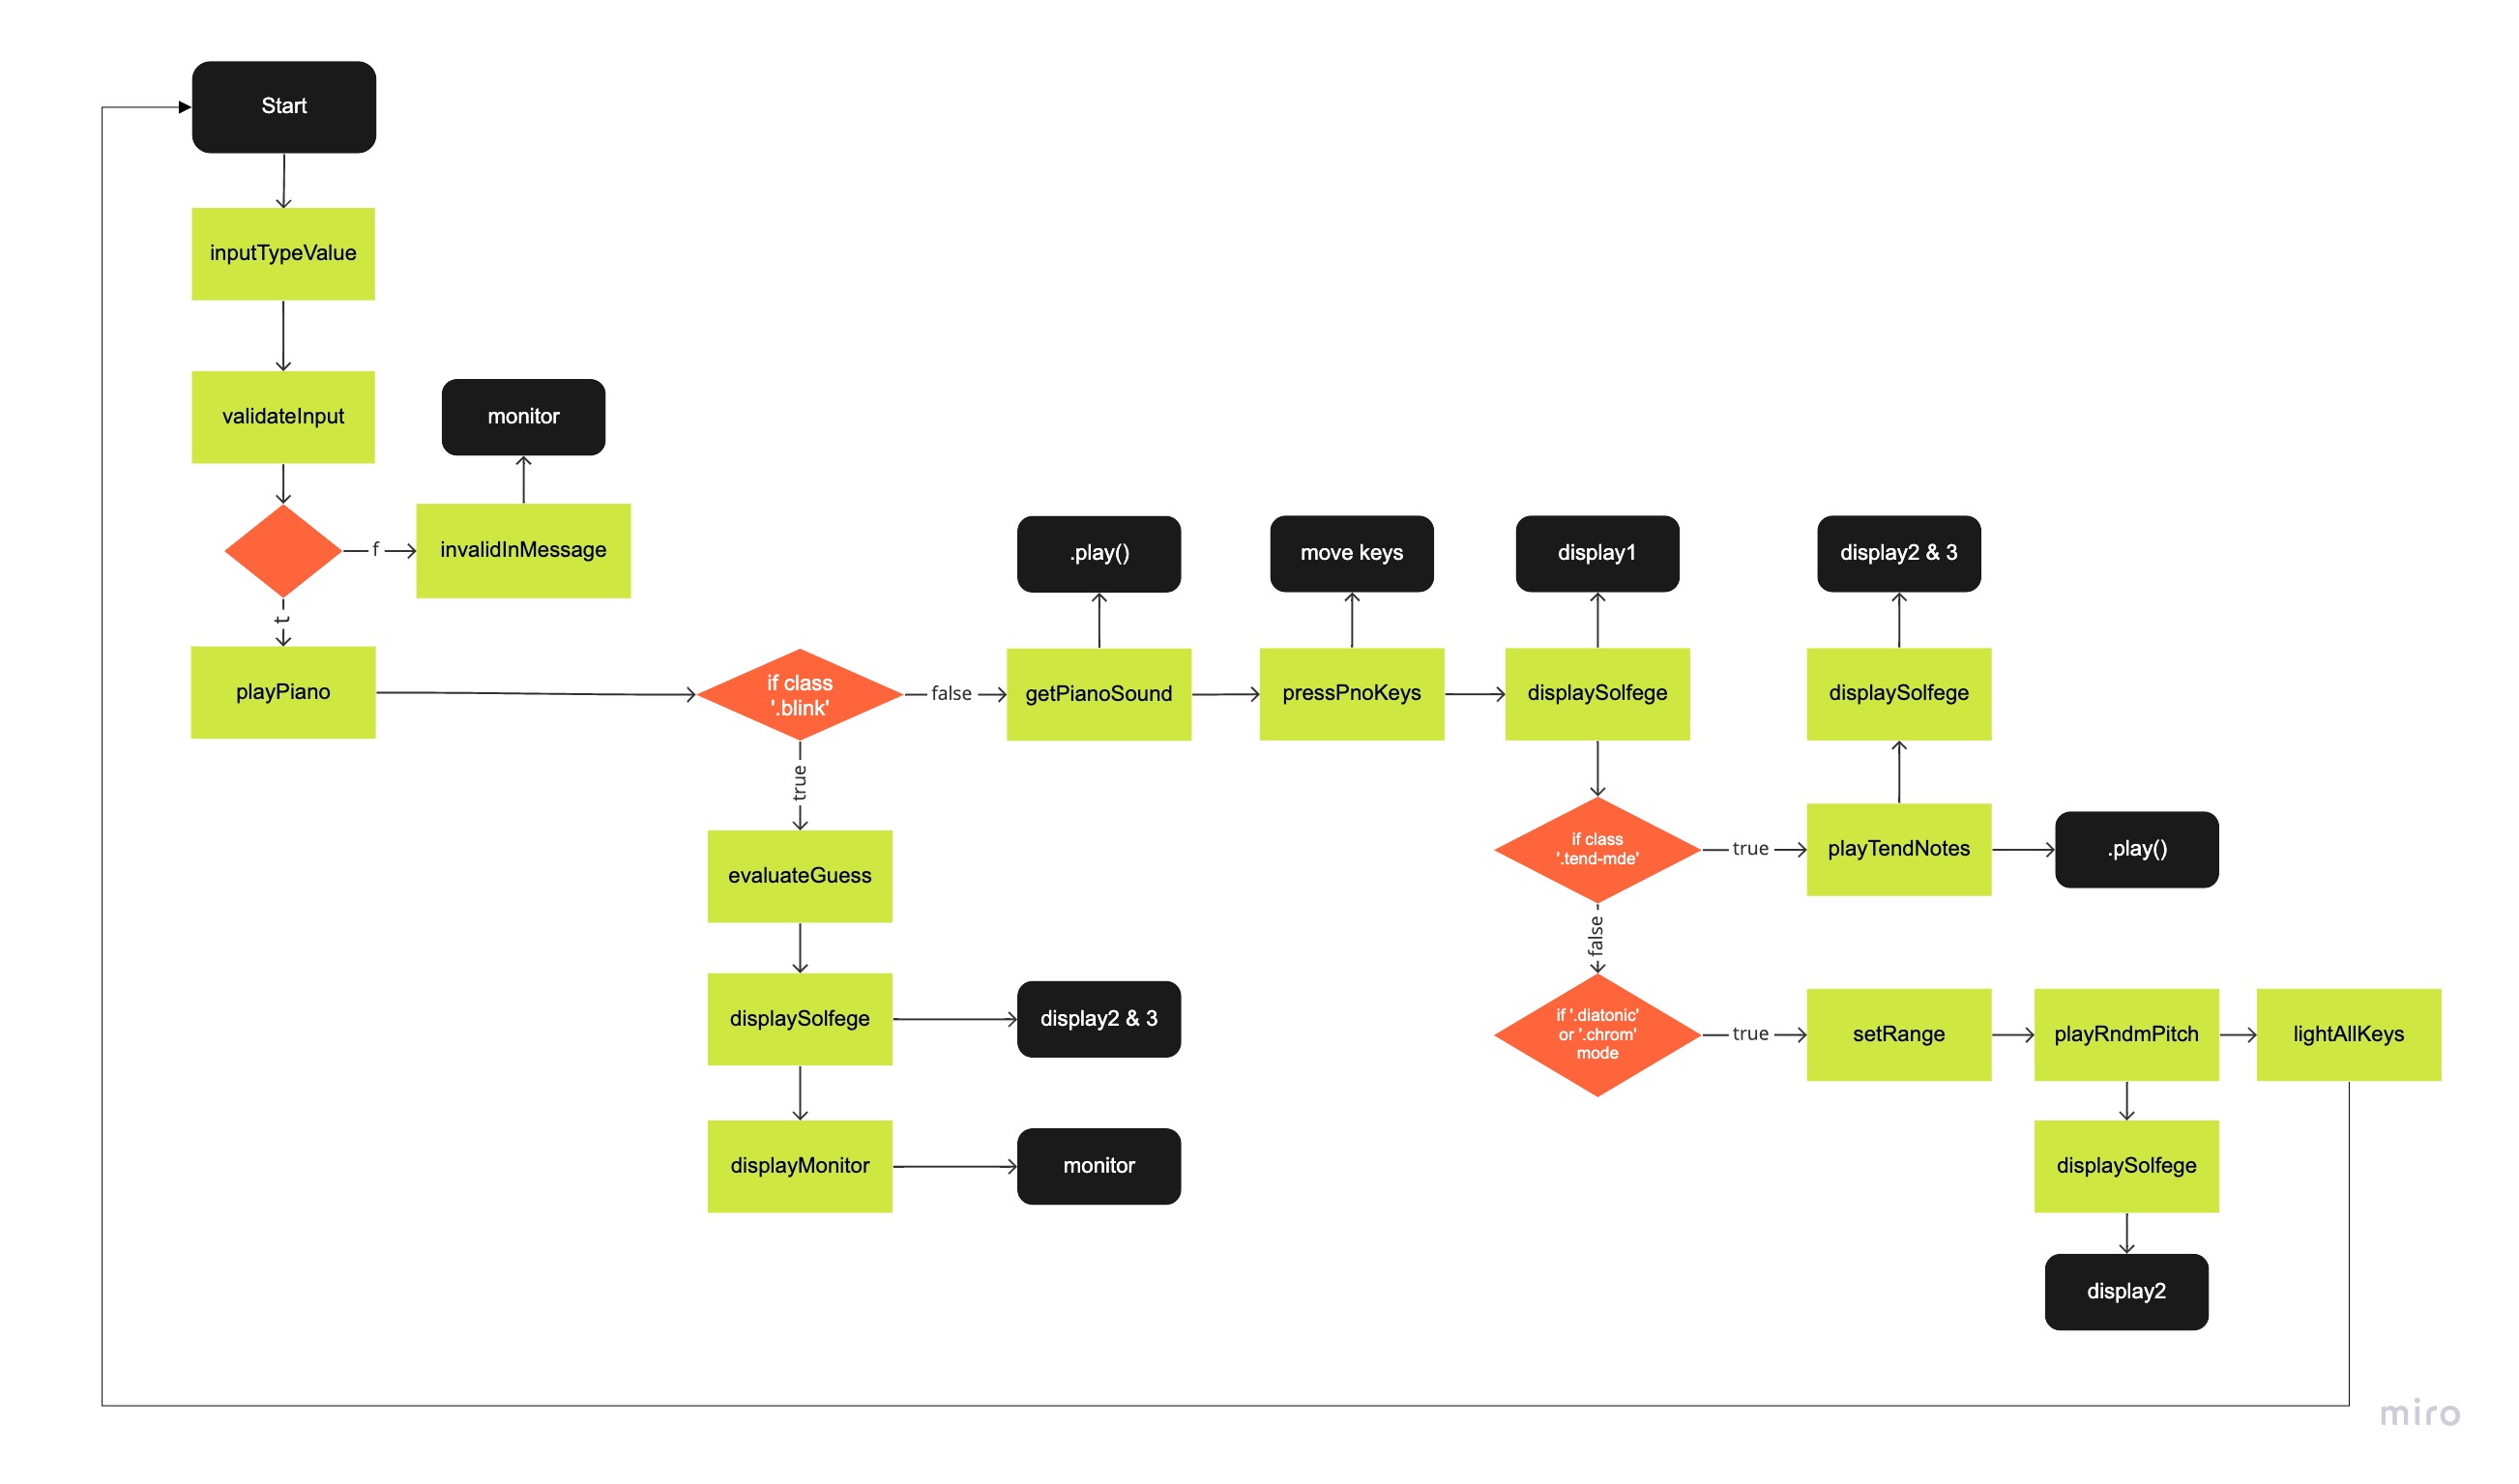 Start
inputTypeValue
validateInput
monitor
f
invalidInMessage
t
playPiano
if class
'.blink'
false
getPianoSound
.play()
pressPnoKeys
move keys
displaySolfege
display1
displaySolfege
display2 & 3
true
evaluateGuess
displaySolfege
display2 & 3
displayMonitor
monitor
if class
'.tend-mde'
true
playTendNotes
.play()
false
if '.diatonic'
or '.chrom'
mode
true
setRange
playRndmPitch
lightAllKeys
displaySolfege
display2
miro